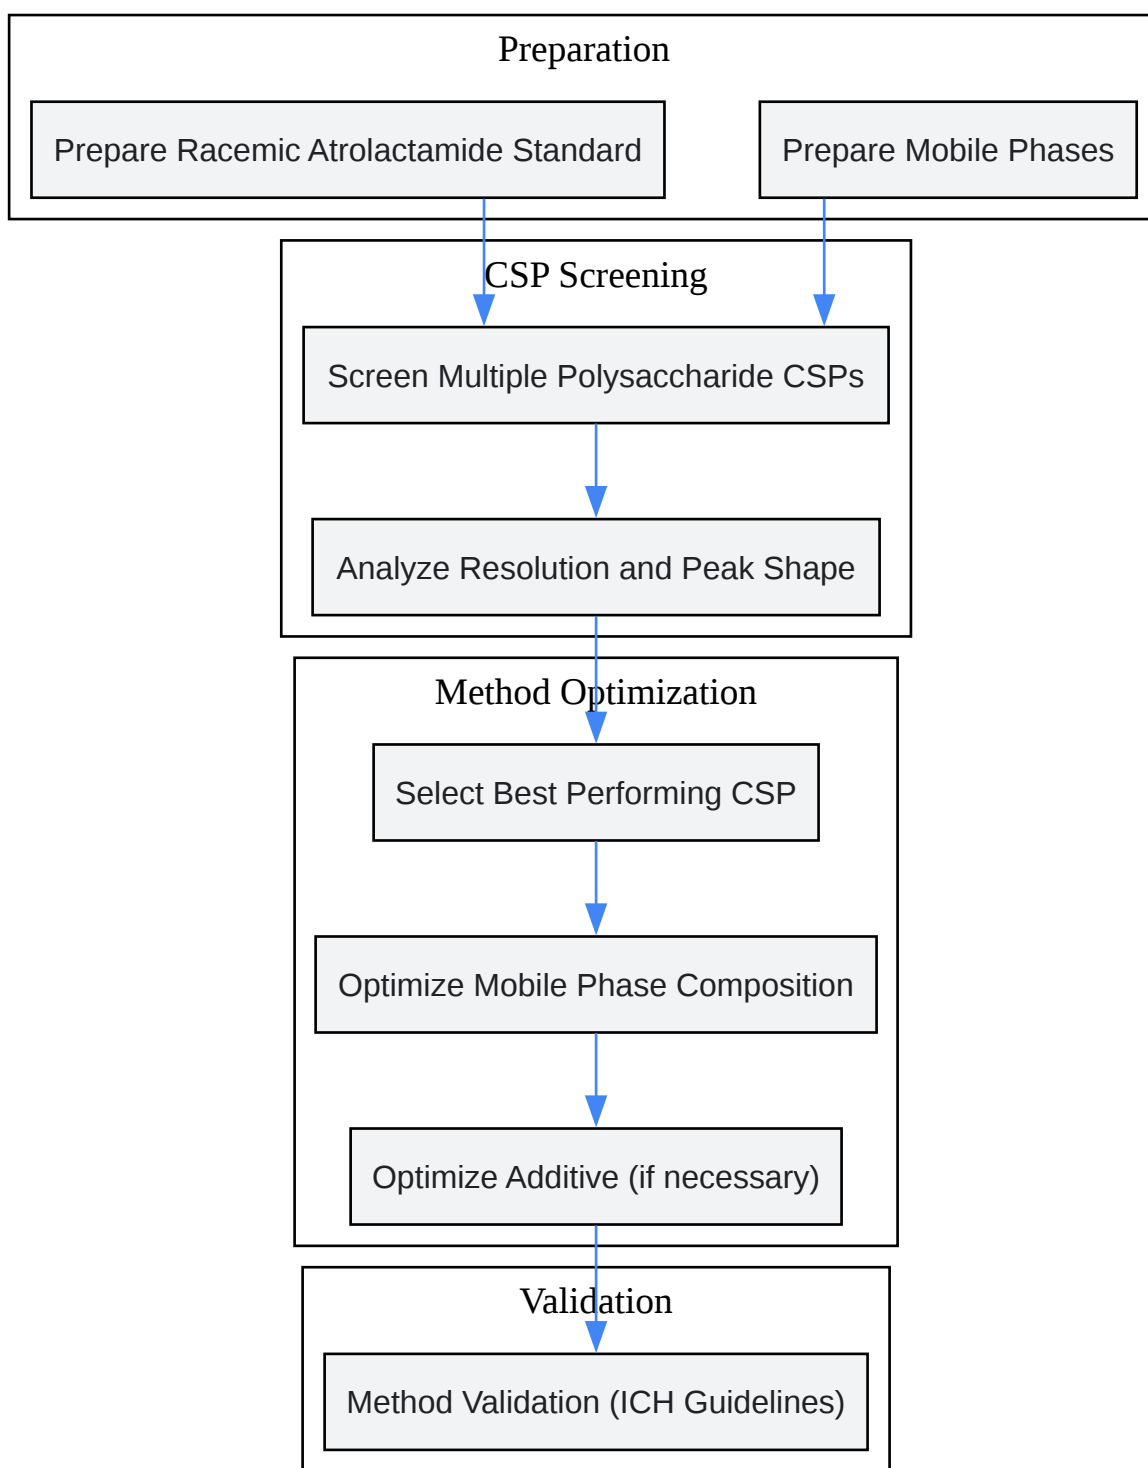 Preparation
Prepare Racemic Atrolactamide Standard
Prepare Mobile Phases
CSP Screening
Screen Multiple Polysaccharide CSPs
Analyze Resolution and Peak Shape
Method Optimization
Select Best Performing CSP
Optimize Mobile Phase Composition
Optimize Additive (if necessary)
Validation
Method Validation (ICH Guidelines)